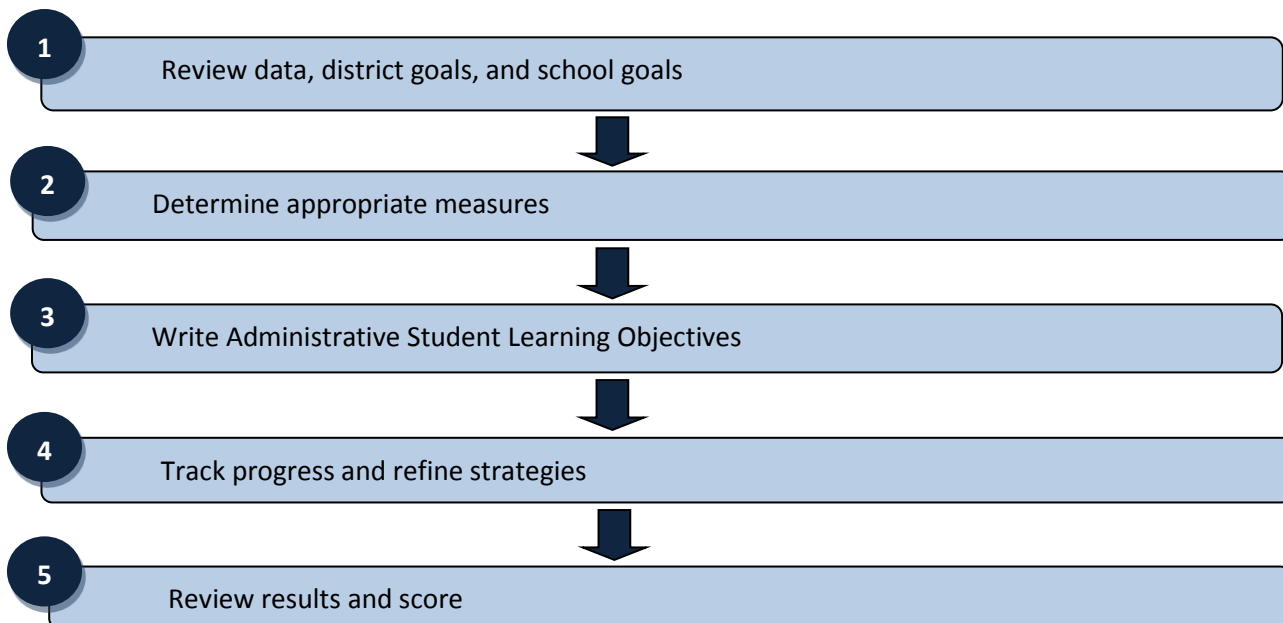 1
Review data, district goals, and school goals
2
Determine appropriate measures
3
Write Administrative Student Learning Objectives
4
Track progress and refine strategies
5
Review results and score